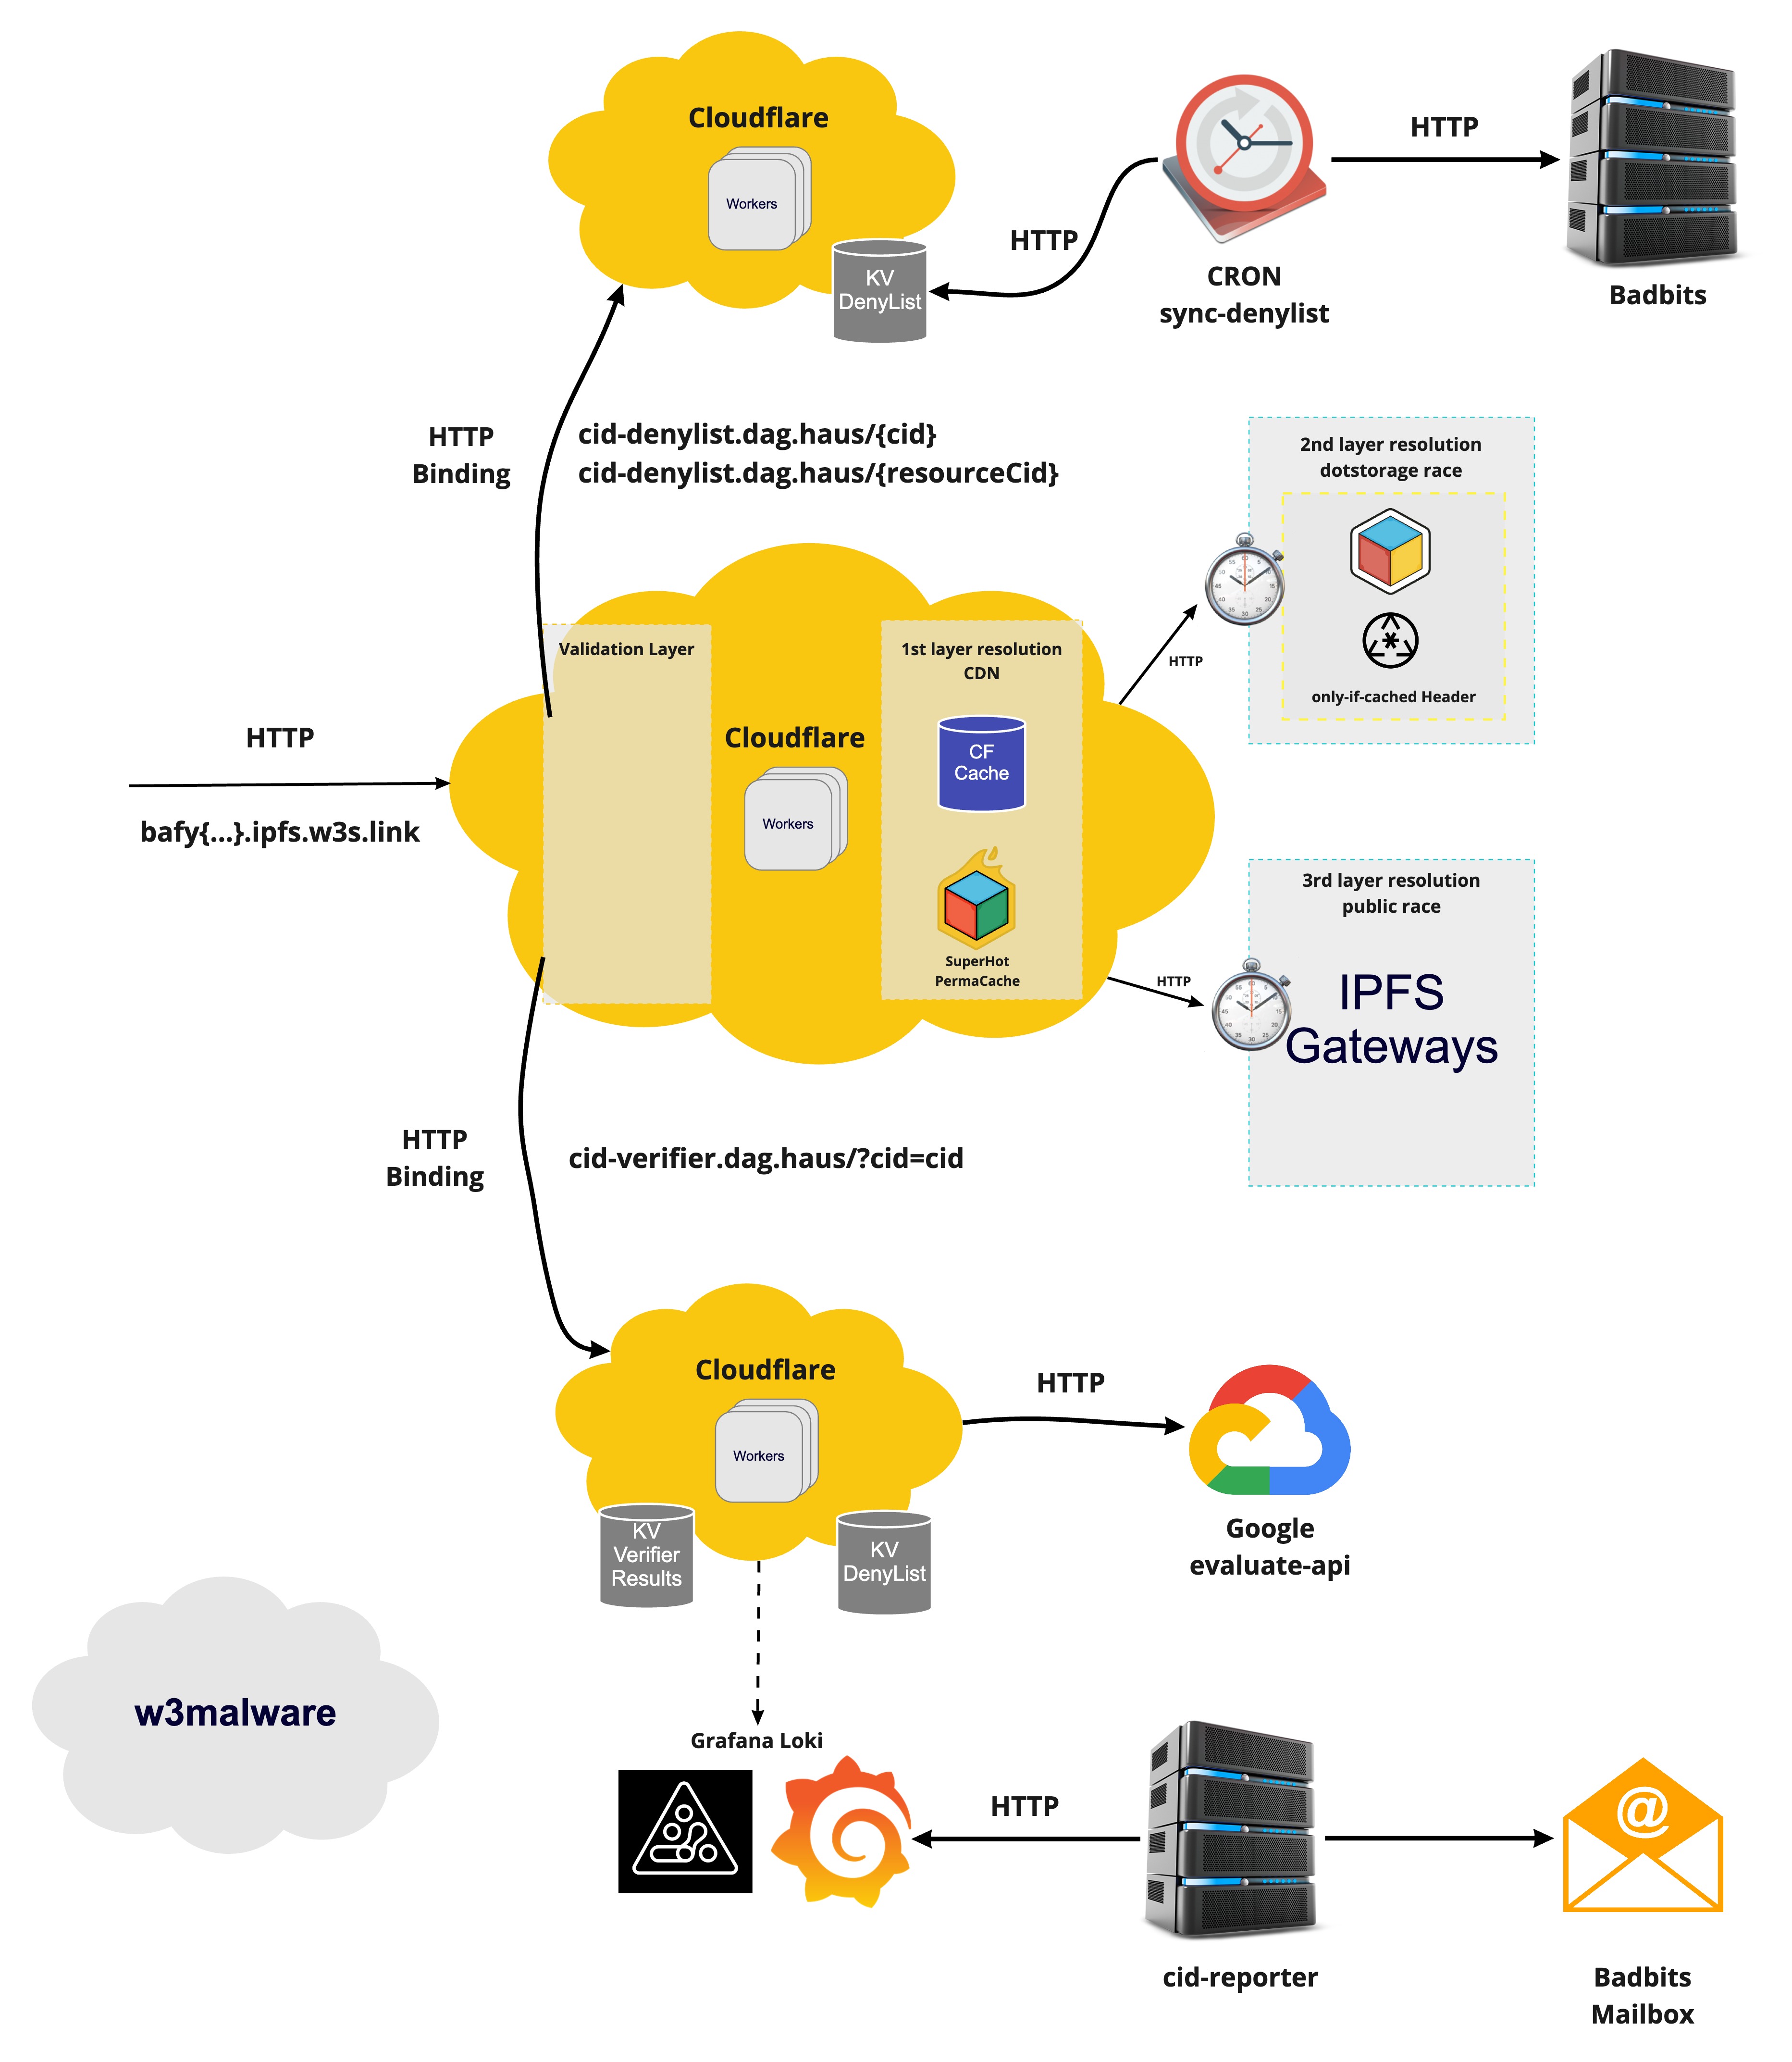 Cloudflare
Workers
KV
DenyList
HTTP
CRON
sync-denylist
HTTP
Badbits
HTTP
Binding
cid-denylist.dag.haus/{cid}
cid-denylist.dag.haus/{resourceCid}
2nd layer resolution
dotstorage race
only-if-cached Header
HTTP
Validation Layer
Cloudflare
Workers
1st layer resolution
CDN
CF
Cache
SuperHot
PermaCache
HTTP
bafy{...}.ipfs.w3s.link
3rd layer resolution
public race
IPFS
Gateways
HTTP
HTTP
Binding
cid-verifier.dag.haus/?cid=cid
Cloudflare
Workers
KV
Verifier
Results
KV
DenyList
HTTP
Google
evaluate-api
w3malware
Grafana Loki
HTTP
cid-reporter
@
Badbits
Mailbox